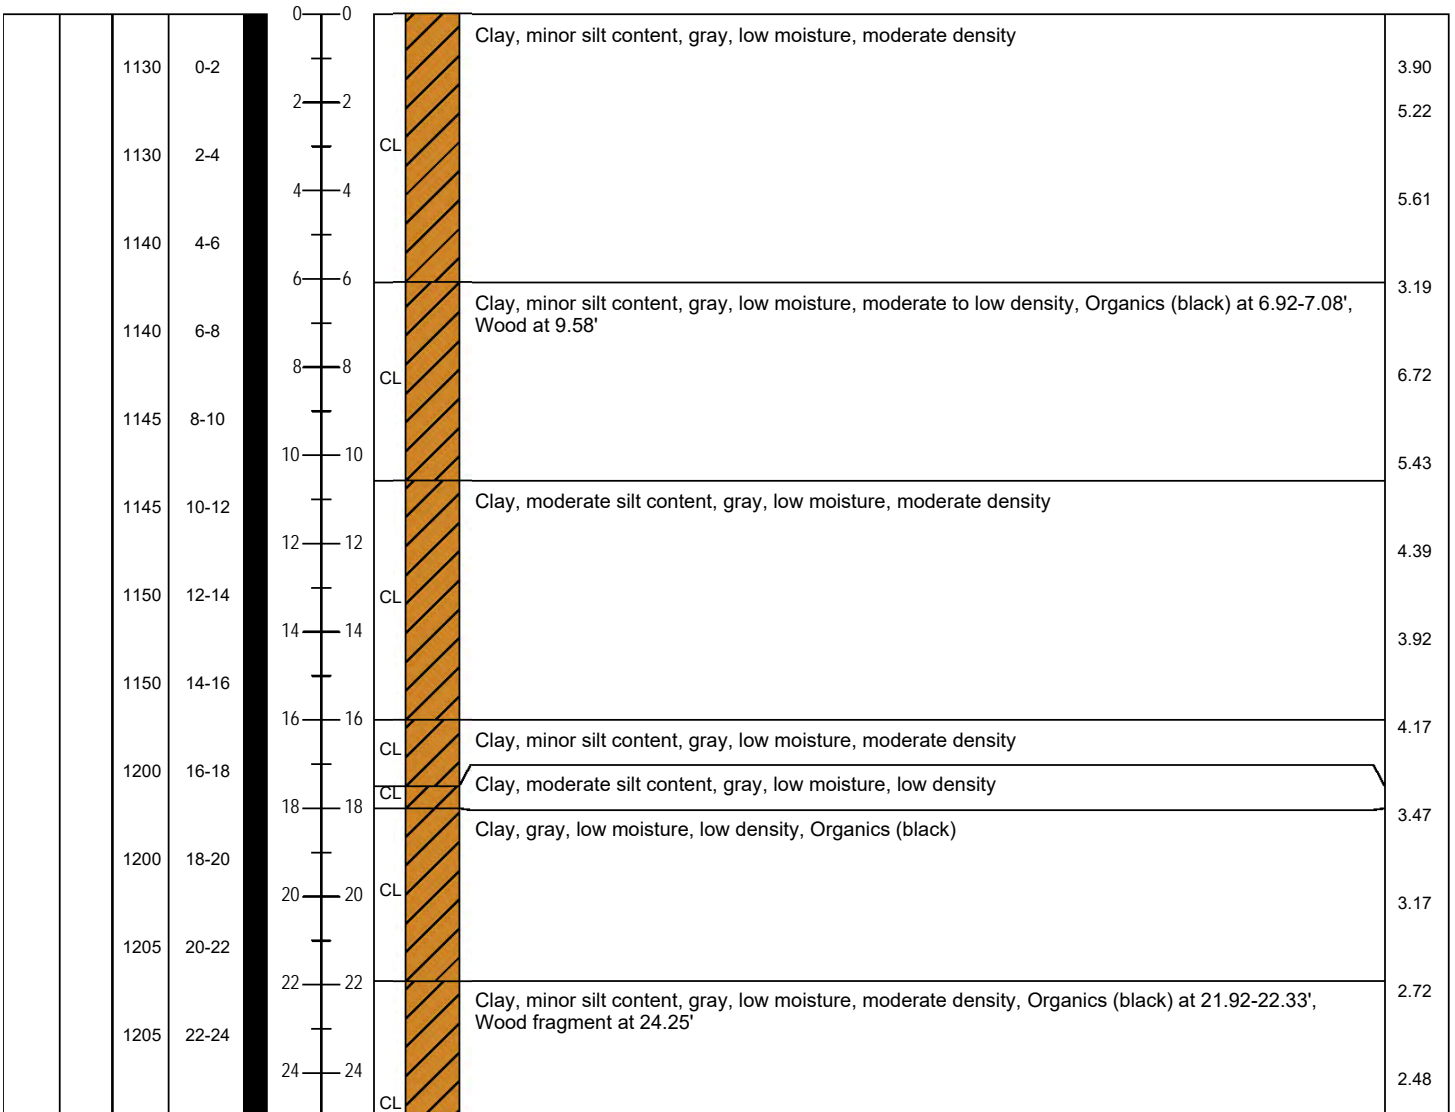 0 0
Clay, minor silt content, gray, low moisture, moderate density
1130 0-2 3.90
2 2 5.22
CL
1130 2-4
4 4 5.61
1140 4-6
6 6 3.19
Clay, minor silt content, gray, low moisture, moderate to low density, Organics (black) at 6.92-7.08',
Wood at 9.58'
1140 6-8
8 8 6.72
CL
1145 8-10
10 10 5.43
Clay, moderate silt content, gray, low moisture, moderate density
1145 10-12
12 12 4.39
1150 12-14 CL
14 14 3.92
1150 14-16
16 16 4.17
Clay, minor silt content, gray, low moisture, moderate density
CL
1200 16-18
Clay, moderate silt content, gray, low moisture, low density
CL
18 18 3.47
Clay, gray, low moisture, low density, Organics (black)
1200 18-20
CL
20 20 3.17
1205 20-22
22 22 2.72
Clay, minor silt content, gray, low moisture, moderate density, Organics (black) at 21.92-22.33',
Wood fragment at 24.25'
1205 22-24
24 24 2.48
CL